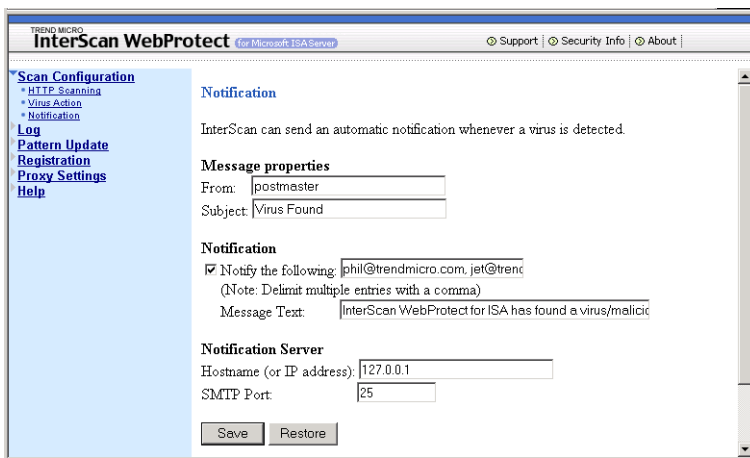 TREND MICRO
InterScan WebProtect for Microsoft ISA Server
Support | Security Info | About |
Scan Configuration
HTTP Scanning
Virus Action
Notification
Log
Pattern Update
Registration
Proxy Settings
Help
Notification
InterScan can send an automatic notification whenever a virus is detected.
Message properties
From: postmaster
Subject: Virus Found
Notification
Notify the following: phil@trendmicro.com, jet@trend
(Note: Delimit multiple entries with a comma)
Message Text: InterScan WebProtect for ISA has found a virus/malicio
Notification Server
Hostname (or IP address): 127.0.0.1
SMTP Port: 25
Save Restore